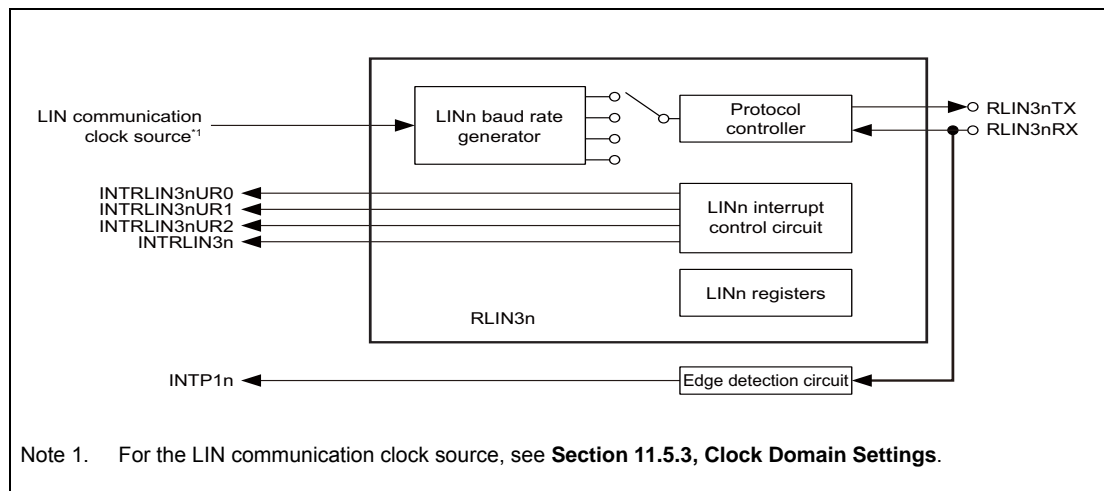 LIN communication
clock source*1
LINn baud rate
generator
Protocol
controller
RLIN3nTX
RLIN3nRX
INTRLIN3nUR0
INTRLIN3nUR1
INTRLIN3nUR2
INTRLIN3n
LINn interrupt
control circuit
LINn registers
RLIN3n
INTP1n
Edge detection circuit
Note 1. For the LIN communication clock source, see Section 11.5.3, Clock Domain Settings.